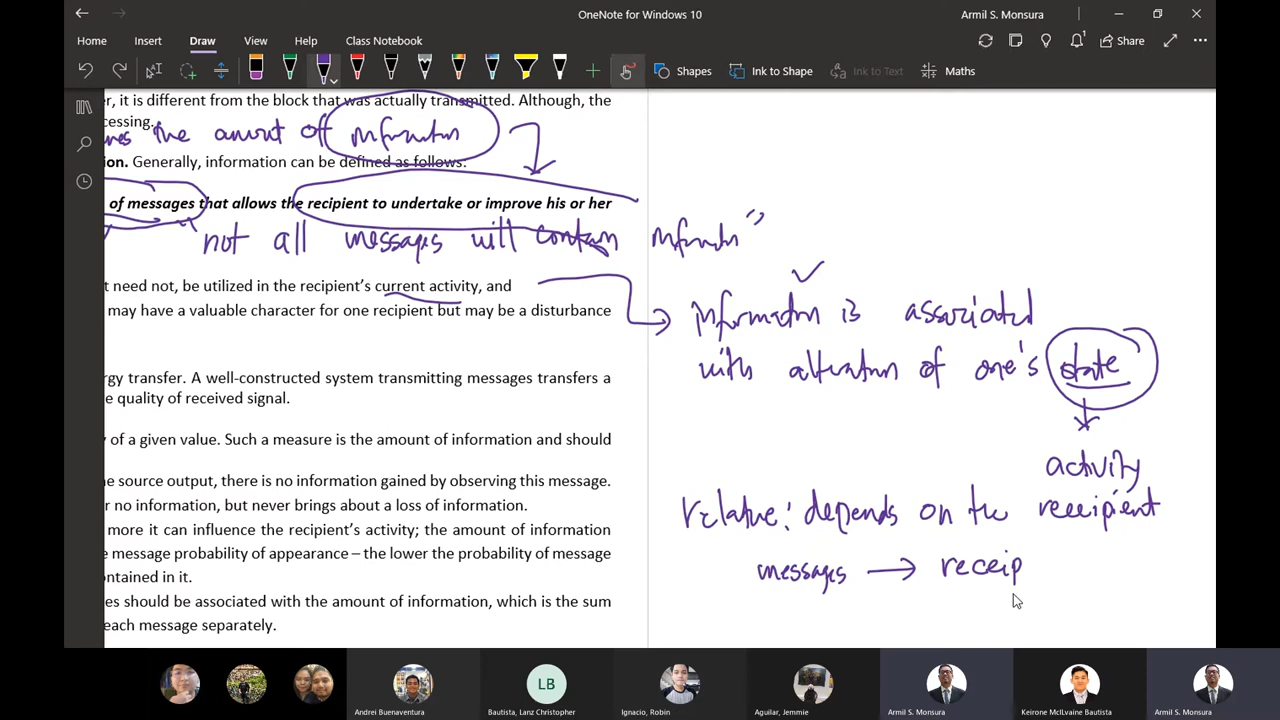 OneNote for Windows 10
Armil S. Monsura
Home Insert Draw View Help Class Notebook
Share
Shapes Ink to Shape Ink to Text Maths
er, it is different from the block that was actually transmitted. Although, the
ocessing.
the amount of information
ion. Generally, information can be defined as follows:
of messages that allows the recipient to undertake or improve his or her
not all messages will contain information"
t need not, be utilized in the recipient's current activity, and
may have a valuable character for one recipient but may be a disturbance
information is associated
with alteration of one's state
ergy transfer. A well-constructed system transmitting messages transfers a
e quality of received signal.
y of a given value. Such a measure is the amount of information and should
activity
ne source output, there is no information gained by observing this message.
r no information, but never brings about a loss of information.
relative: depends on the receipient
more it can influence the recipient's activity; the amount of information
e message probability of appearance – the lower the probability of message
ontained in it.
messages → receip
es should be associated with the amount of information, which is the sum
each message separately.
LB
Andrei Buenaventura
Bautista, Lanz Christopher
Ignacio, Robin
Aguilar, Jemmie
Armil S. Monsura
Keirone McIlvaine Bautista
Armil S. Monsura